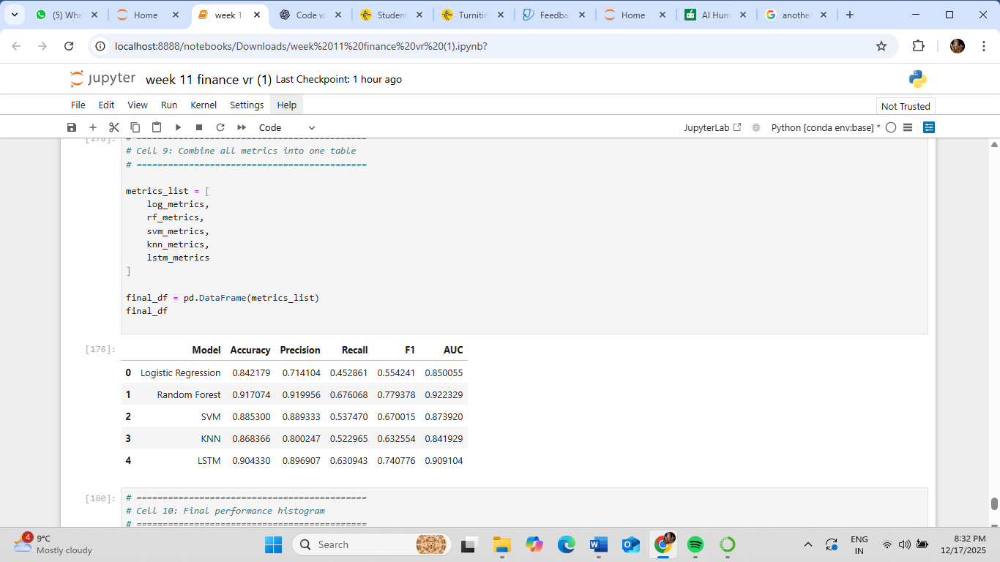 (5) Wha
Home
week 1
Code w
Student
Turnitin
Feedba
Home
AI Hum
anothe
localhost:8888/notebooks/Downloads/week%2011%20finance%20vr%20(1).ipynb?
jupyter week 11 finance vr (1) Last Checkpoint: 1 hour ago
File Edit View Run Kernel Settings Help
Not Trusted
Code
JupyterLab
Python [conda env:base] *
[178]: # ============================================
# Cell 9: Combine all metrics into one table
# ============================================
metrics_list = [
log_metrics,
rf_metrics,
svm_metrics,
knn_metrics,
lstm_metrics
]
final_df = pd.DataFrame(metrics_list)
final_df
[178]:
Model Accuracy Precision Recall F1 AUC
0 Logistic Regression 0.842179 0.714104 0.452861 0.554241 0.850055
1 Random Forest 0.917074 0.919956 0.676068 0.779378 0.922329
2 SVM 0.885300 0.889333 0.537470 0.670015 0.873920
3 KNN 0.868366 0.800247 0.522965 0.632554 0.841929
4 LSTM 0.904330 0.896907 0.630943 0.740776 0.909104
[180]: # ============================================
# Cell 10: Final performance histogram
# ============================================
4
9°C
Mostly cloudy
Search
ENG
IN
8:32 PM
12/17/2025